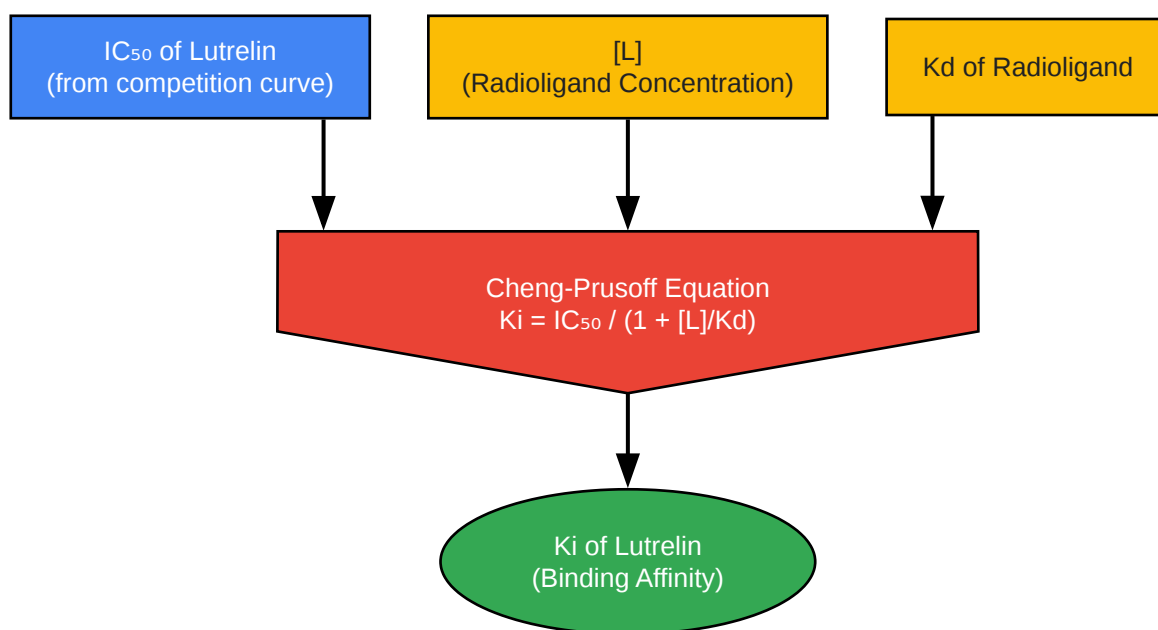 IC₅₀ of Lutrelin
(from competition curve)
[L]
(Radioligand Concentration)
Kd of Radioligand
Cheng-Prusoff Equation
Ki = IC₅₀ / (1 + [L]/Kd)
Ki of Lutrelin
(Binding Affinity)